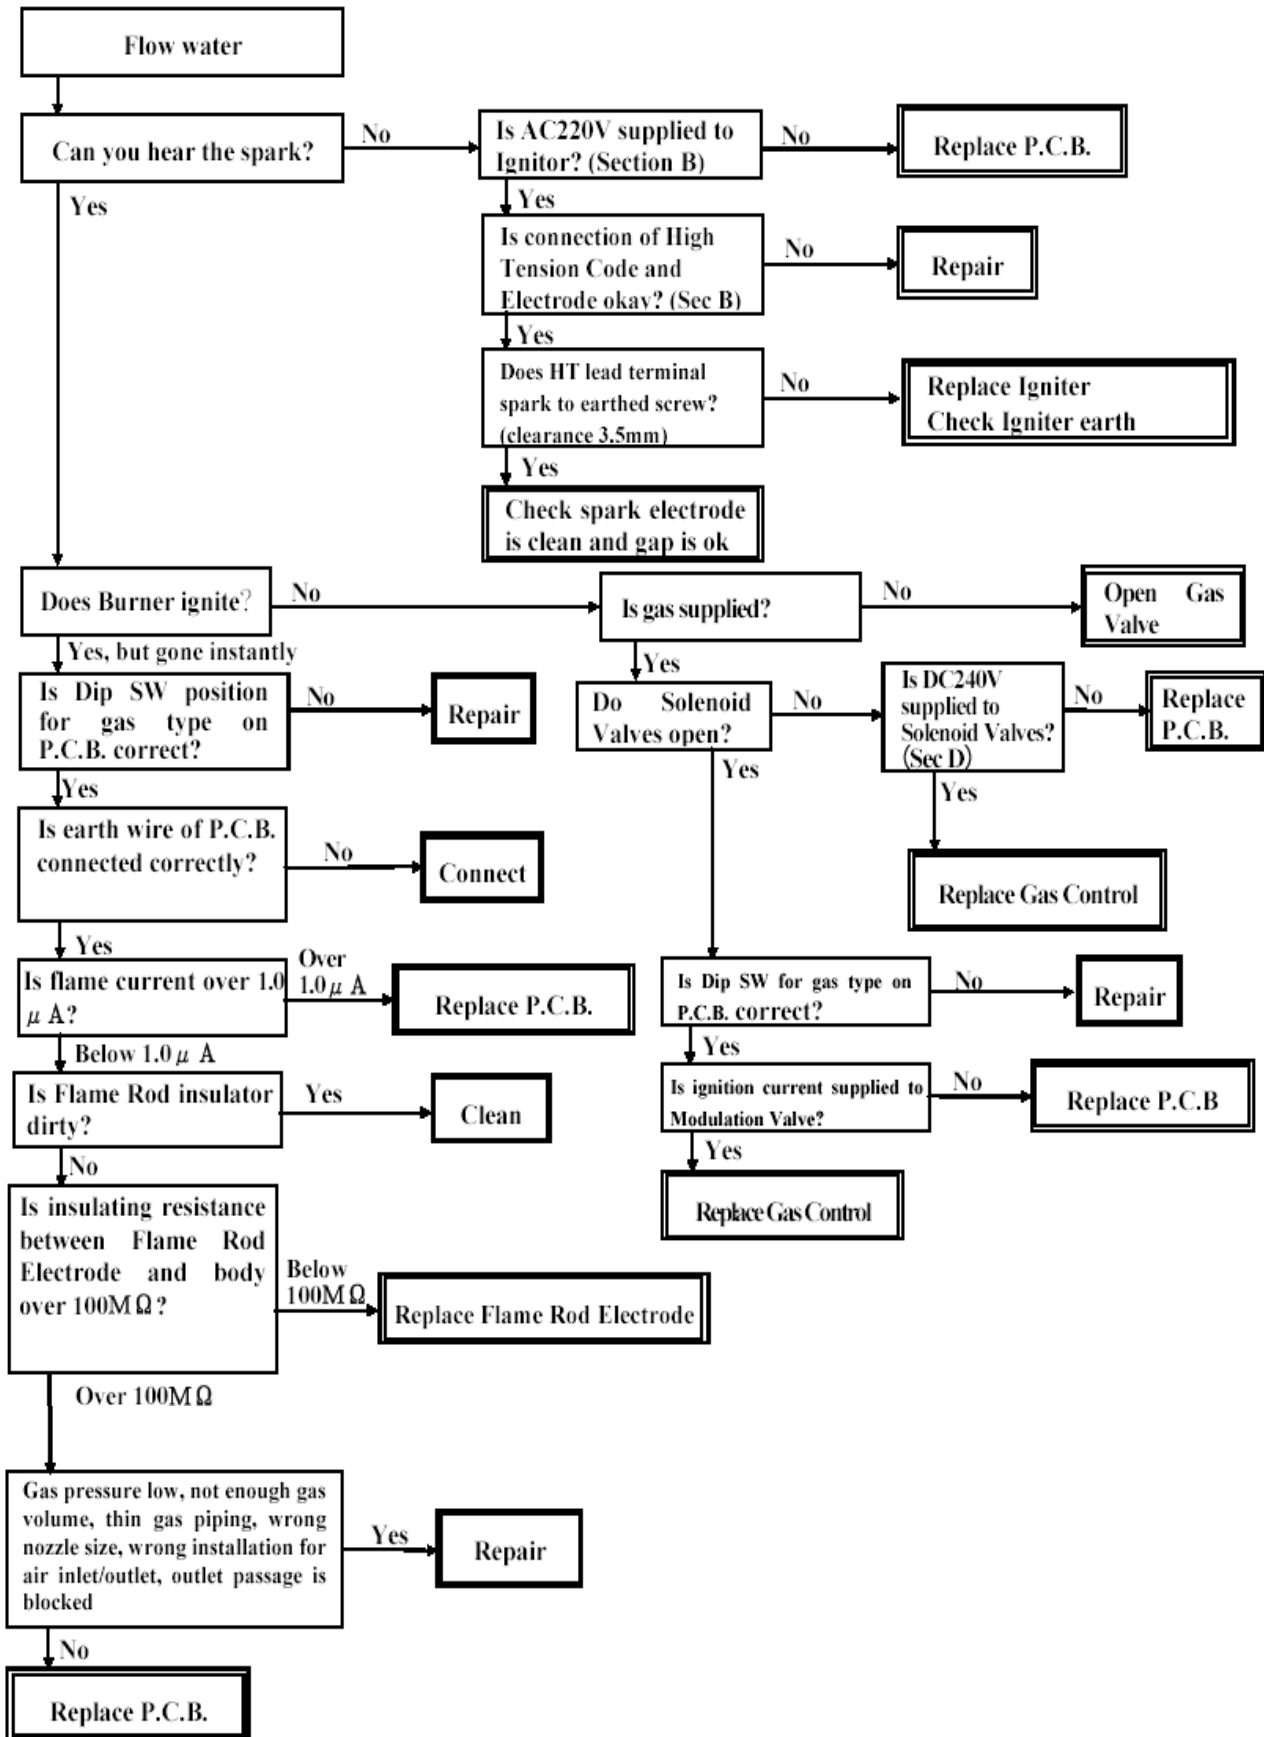 Flow water
Can you hear the spark?
No
Is AC220V supplied to
Ignitor? (Section B)
No
Replace P.C.B.
Yes
Yes
Is connection of High
Tension Code and
Electrode okay? (Sec B)
No
Repair
Yes
Does HT lead terminal
spark to earthed screw?
(clearance 3.5mm)
No
Replace Igniter
Check Igniter earth
Yes
Check spark electrode
is clean and gap is ok
Does Burner ignite?
No
Is gas supplied?
No
Open Gas
Valve
Yes, but gone instantly
Yes
Is Dip SW position
for gas type on
P.C.B. correct?
No
Repair
Do Solenoid
Valves open?
No
Is DC240V
supplied to
Solenoid Valves?
(Sec D)
No
Replace
P.C.B.
Yes
Yes
Yes
Is earth wire of P.C.B.
connected correctly?
No
Connect
Replace Gas Control
Yes
Is flame current over 1.0
μ A?
Over
1.0μ A
Replace P.C.B.
Is Dip SW for gas type on
P.C.B. correct?
No
Repair
Below 1.0μ A
Yes
Is Flame Rod insulator
dirty?
Yes
Clean
Is ignition current supplied to
Modulation Valve?
No
Replace P.C.B
No
Yes
Is insulating resistance
between Flame Rod
Electrode and body
over 100MΩ?
Below
100MΩ
Replace Flame Rod Electrode
Replace Gas Control
Over 100MΩ
Gas pressure low, not enough gas
volume, thin gas piping, wrong
nozzle size, wrong installation for
air inlet/outlet, outlet passage is
blocked
Yes
Repair
No
Replace P.C.B.